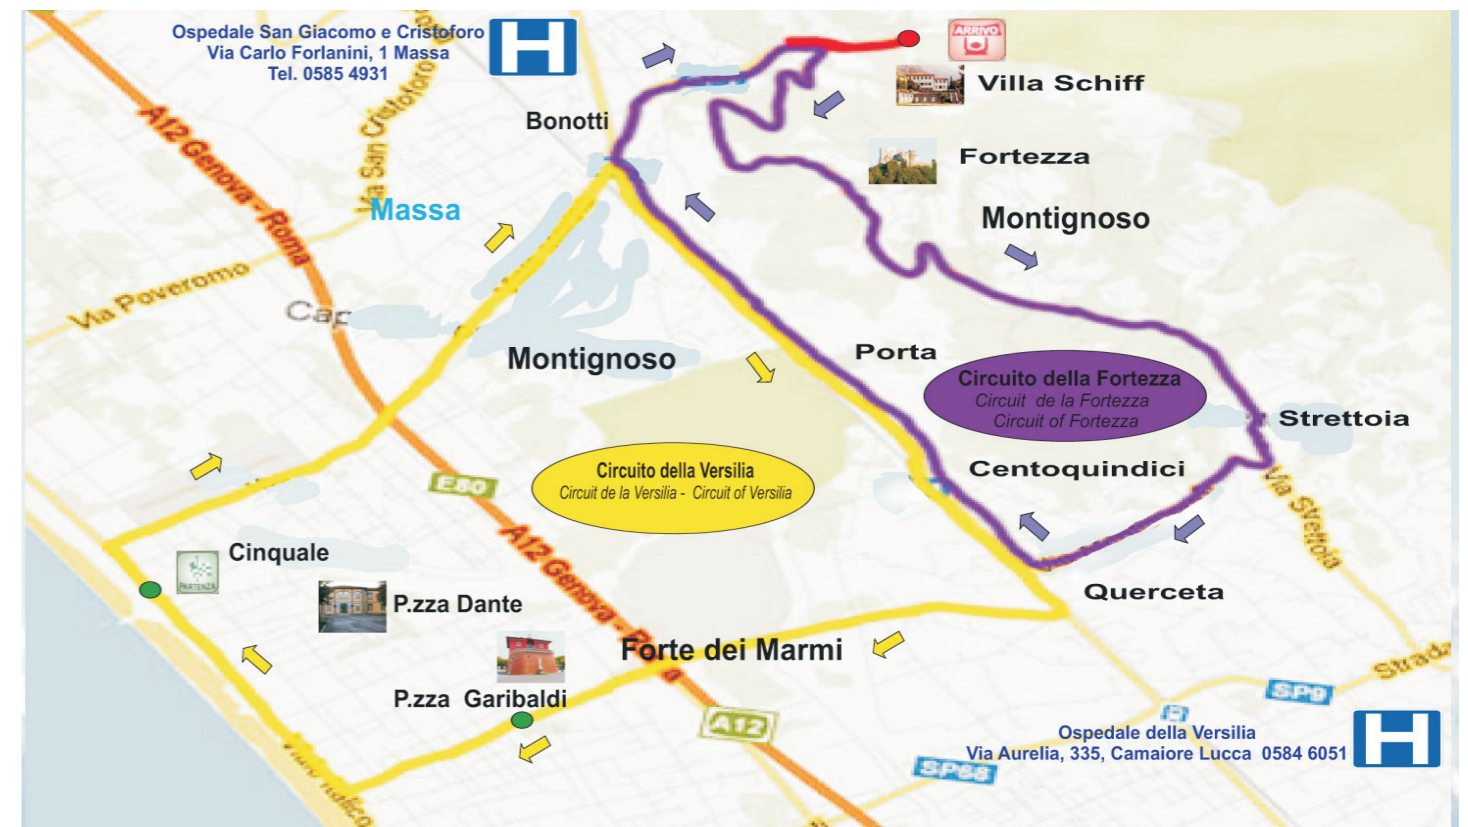 Ospedale San Giacomo e Cristoforo
Via Carlo Forlanini, 1 Massa
Tel. 0585 4931
H
ARRIVO
Villa Schiff
Bonotti
Fortezza
A12 Genova - Roma
Via San Cristoforo
Massa
Montignoso
Via Poveromo
Cap
Montignoso
Porta
Circuito della Fortezza
Circuit de la Fortezza
Circuit of Fortezza
Strettoia
Circuito della Versilia
Circuit de la Versilia - Circuit of Versilia
Centoquindici
E80
Via Strettoia
A12 Genova - Roma
Cinquale
PARTENZA
P.zza Dante
Querceta
Forte dei Marmi
Strada
P.zza Garibaldi
SP9
A12
H
Ospedale della Versilia
Via Aurelia, 335, Camaiore Lucca 0584 6051
H
SP68